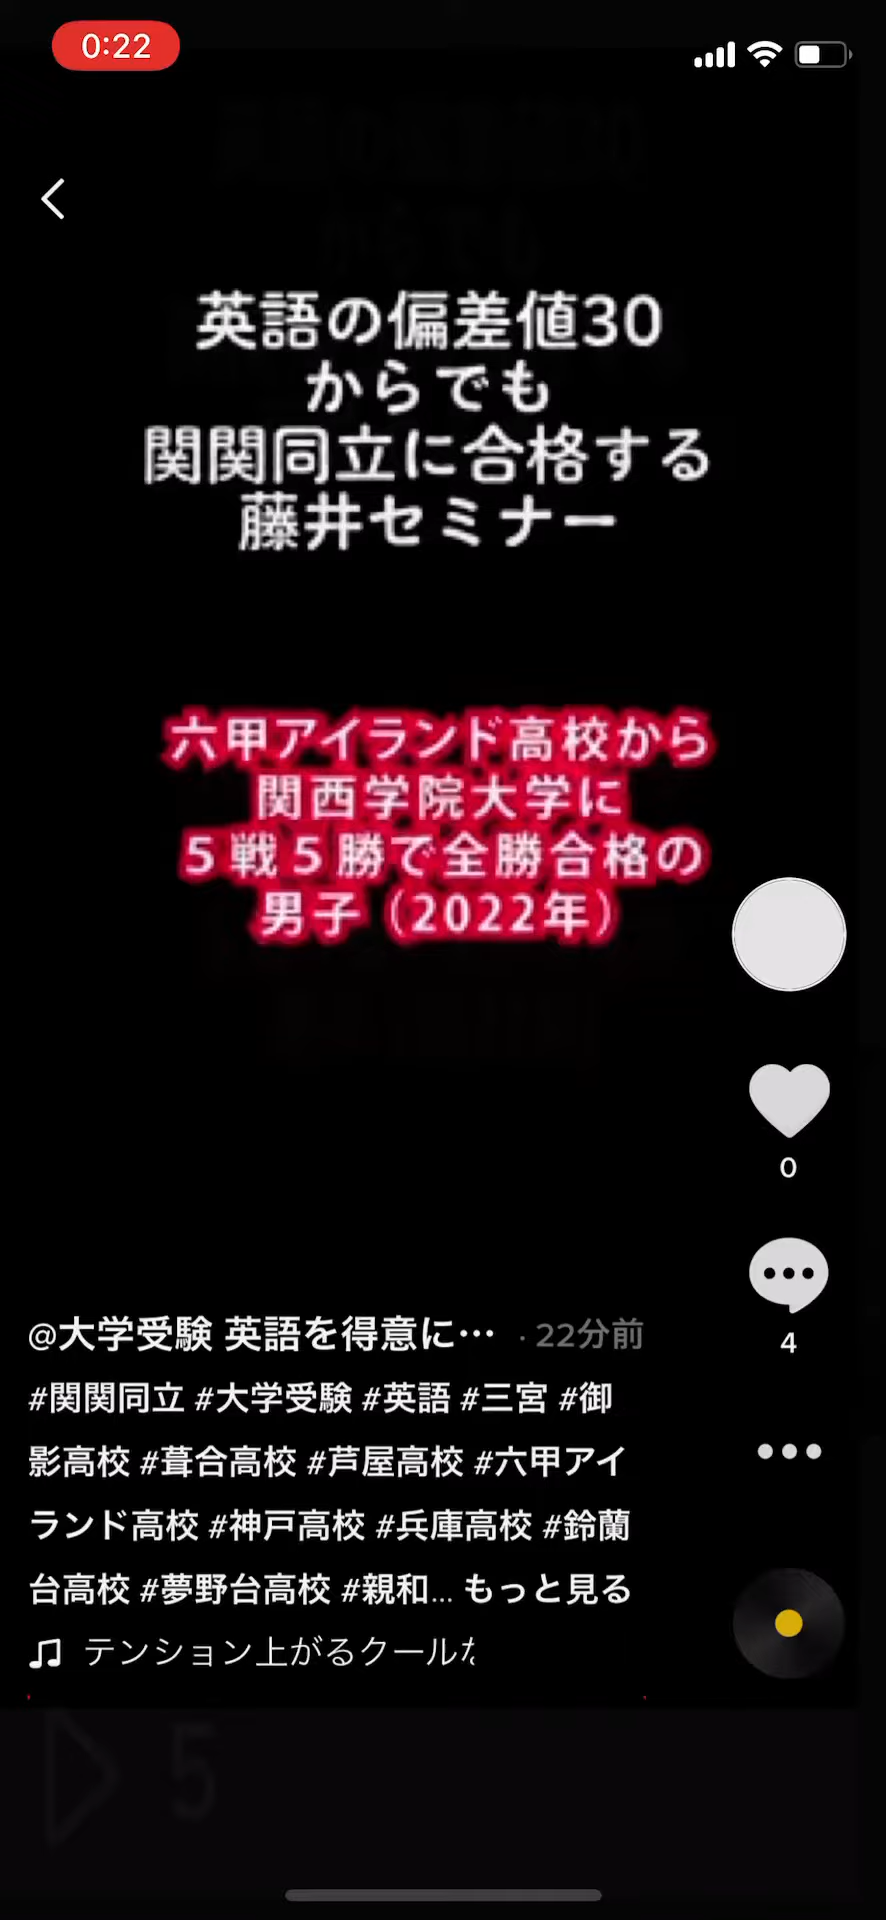 0:22
英語の偏差値30
からでも
関関同立に合格する
藤井セミナー
六甲アイランド高校から
関西学院大学に
５戦５勝で全勝合格の
男子（2022年）
0
4
@大学受験 英語を得意に… · 22分前
#関関同立 #大学受験 #英語 #三宮 #御
影高校 #葺合高校 #芦屋高校 #六甲アイ
ランド高校 #神戸高校 #兵庫高校 #鈴蘭
台高校 #夢野台高校 #親和... もっと見る
テンション上がるクール
5